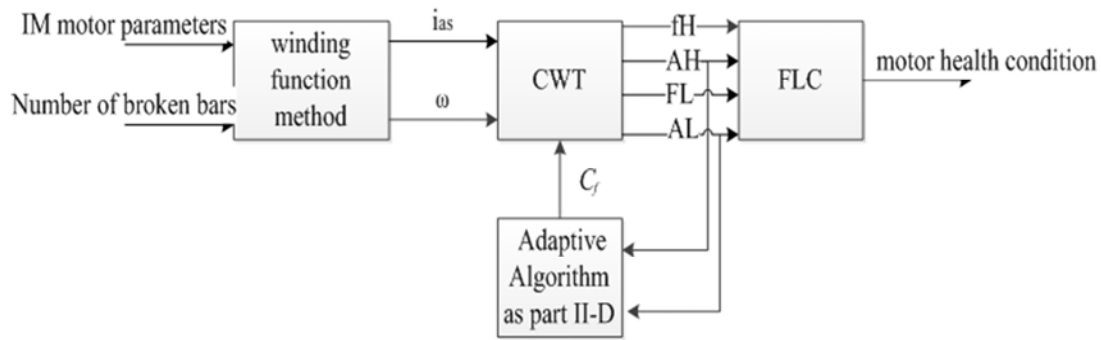 IM motor parameters
Number of broken bars
winding
function
method
ias
ω
CWT
fH
AH
FL
AL
FLC
motor health condition
Cf
Adaptive
Algorithm
as part II-D